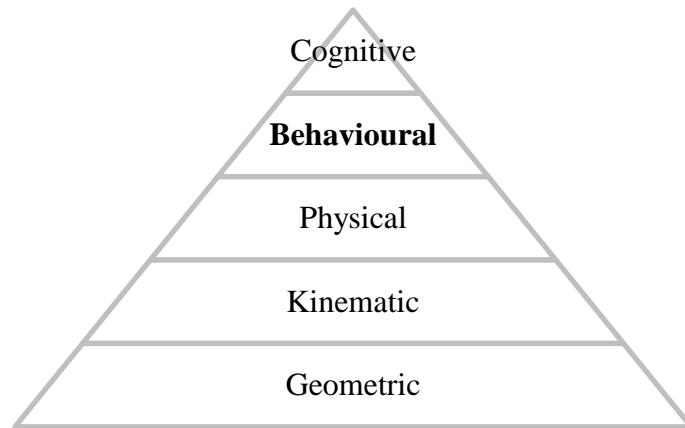 Cognitive
Behavioural
Physical
Kinematic
Geometric